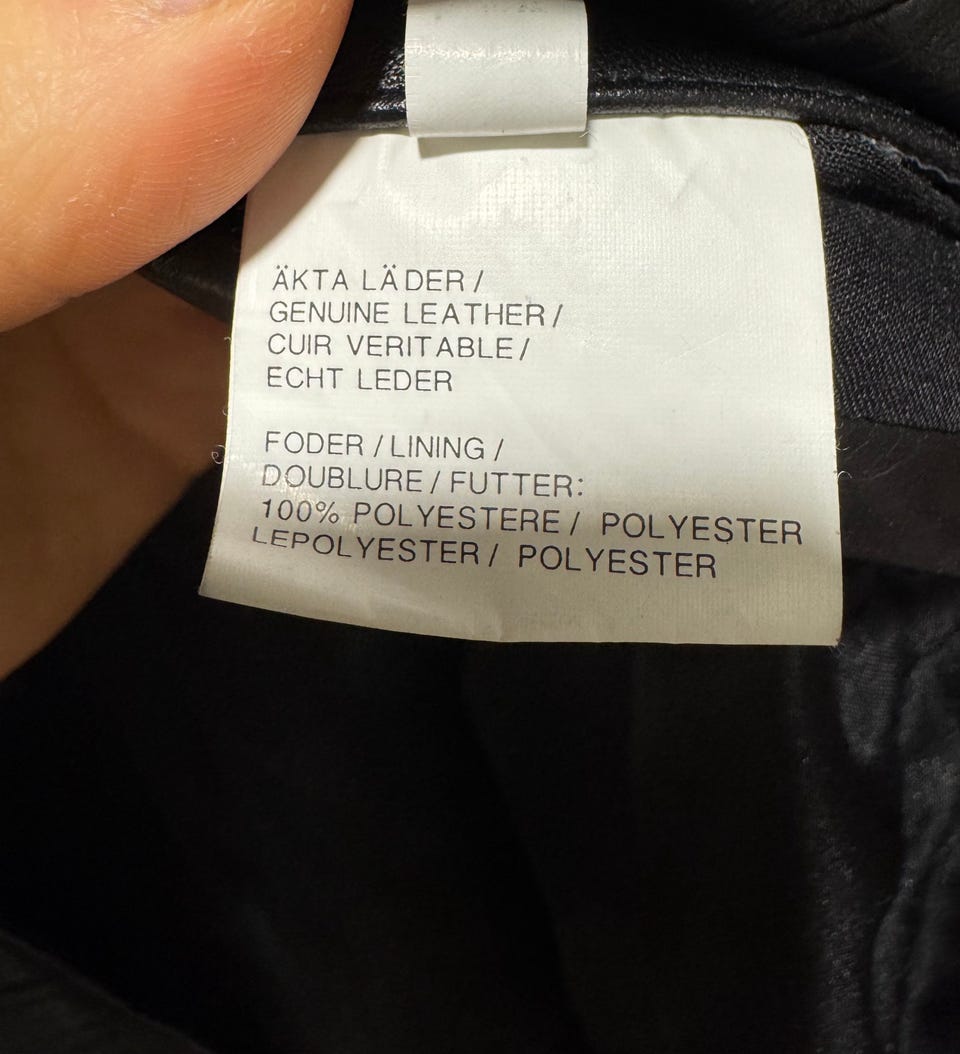 ÄKTA LÄDER /
GENUINE LEATHER /
CUIR VERITABLE /
ECHT LEDER
FODER / LINING /
DOUBLURE / FUTTER:
100% POLYESTERE / POLYESTER
LEPOLYESTER / POLYESTER